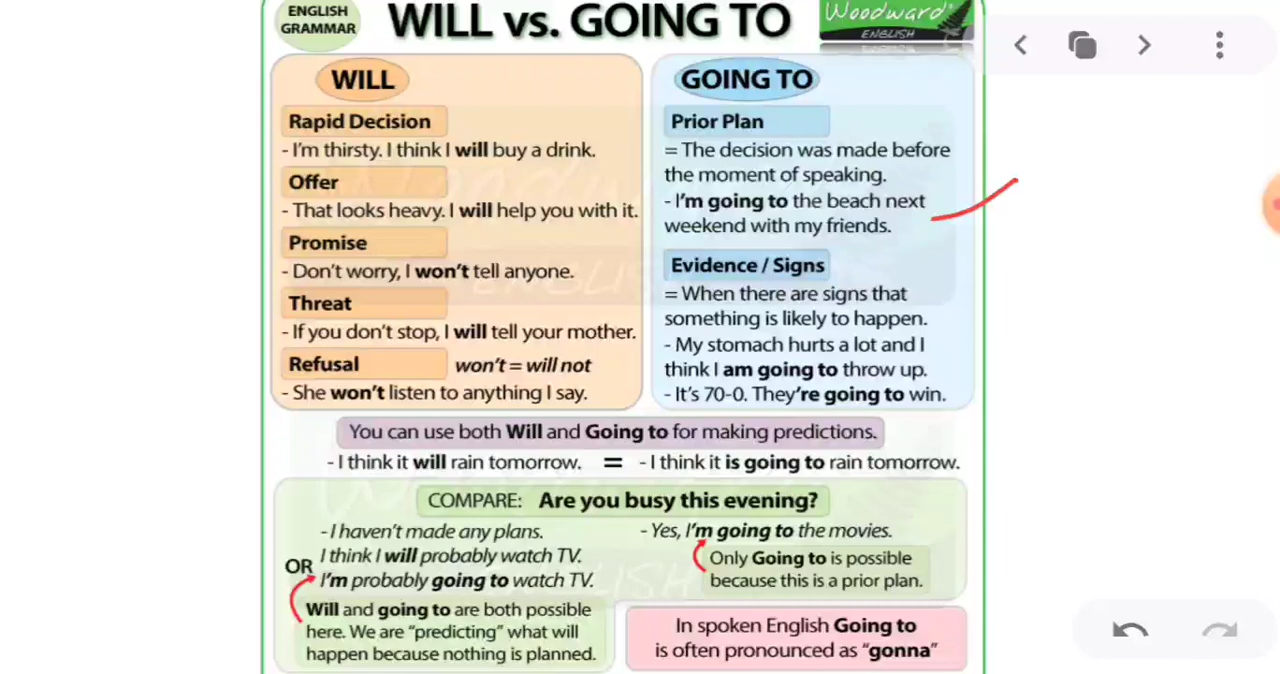 ENGLISH
GRAMMAR
WILL vs. GOING TO
Woodward®
ENGLISH
WILL
Rapid Decision
- I'm thirsty. I think I will buy a drink.
Offer
- That looks heavy. I will help you with it.
Promise
- Don't worry, I won't tell anyone.
Threat
- If you don't stop, I will tell your mother.
Refusal won't = will not
- She won't listen to anything I say.
GOING TO
Prior Plan
= The decision was made before
the moment of speaking.
- I'm going to the beach next
weekend with my friends.
Evidence / Signs
= When there are signs that
something is likely to happen.
- My stomach hurts a lot and I
think I am going to throw up.
- It's 70-0. They're going to win.
You can use both Will and Going to for making predictions.
- I think it will rain tomorrow. = - I think it is going to rain tomorrow.
COMPARE: Are you busy this evening?
- I haven't made any plans.
I think I will probably watch TV.
OR
I'm probably going to watch TV.
Will and going to are both possible
here. We are "predicting" what will
happen because nothing is planned.
- Yes, I'm going to the movies.
Only Going to is possible
because this is a prior plan.
In spoken English Going to
is often pronounced as "gonna"